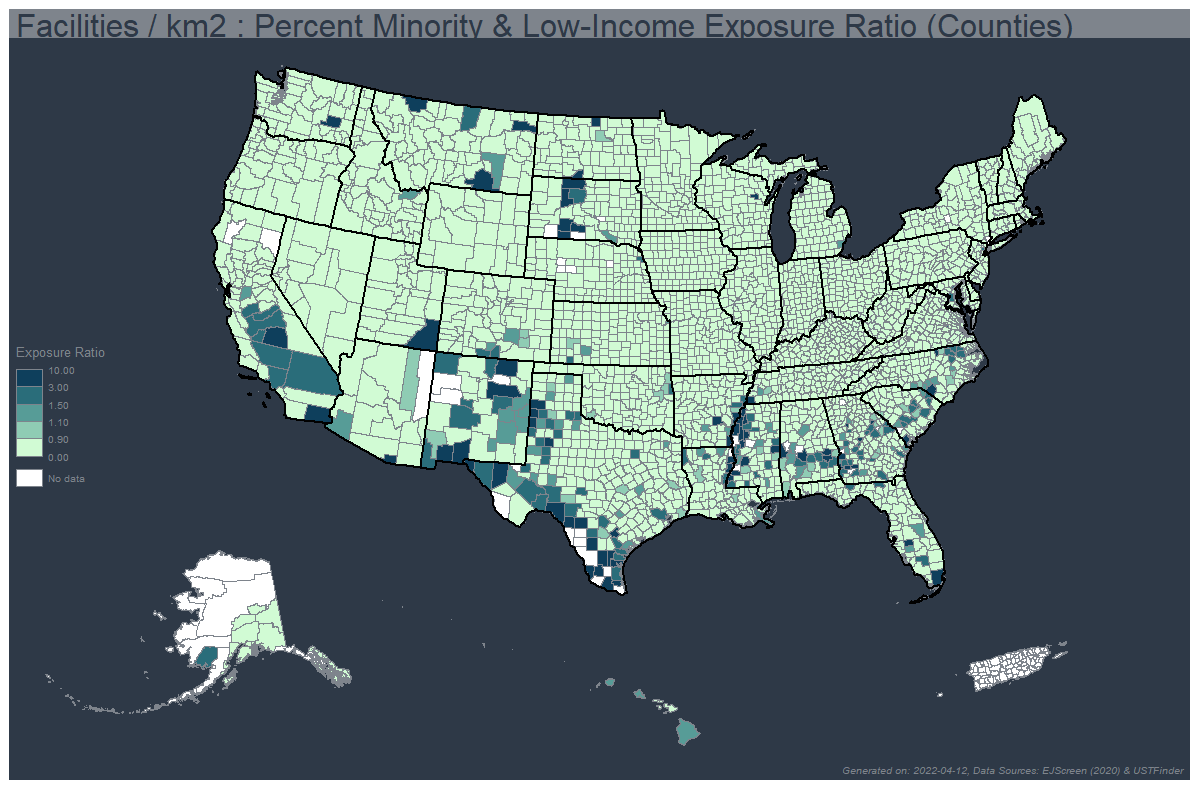 Facilities / km2 : Percent Minority & Low-Income Exposure Ratio (Counties)
Exposure Ratio
10.00
3.00
1.50
1.10
0.90
0.00
No data
Generated on: 2022-04-12, Data Sources: EJScreen (2020) & USTFinder